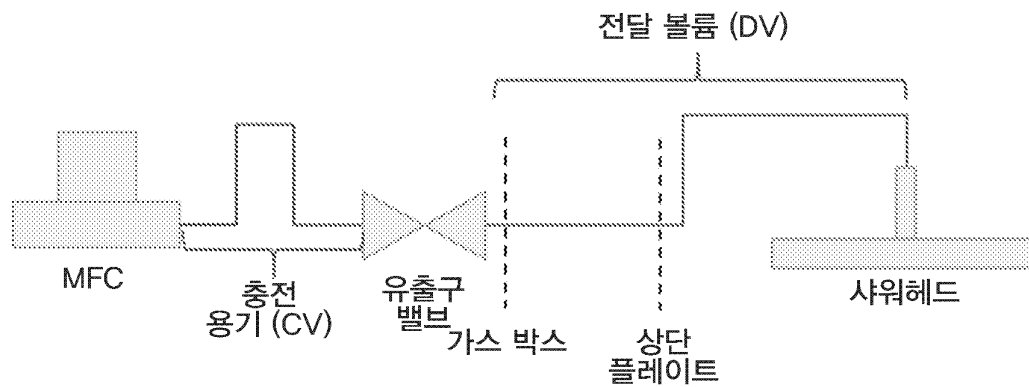 전달 볼륨 (DV)
MFC
충전
용기 (CV)
유출구
밸브
가스 박스
상단
플레이트
샤워헤드